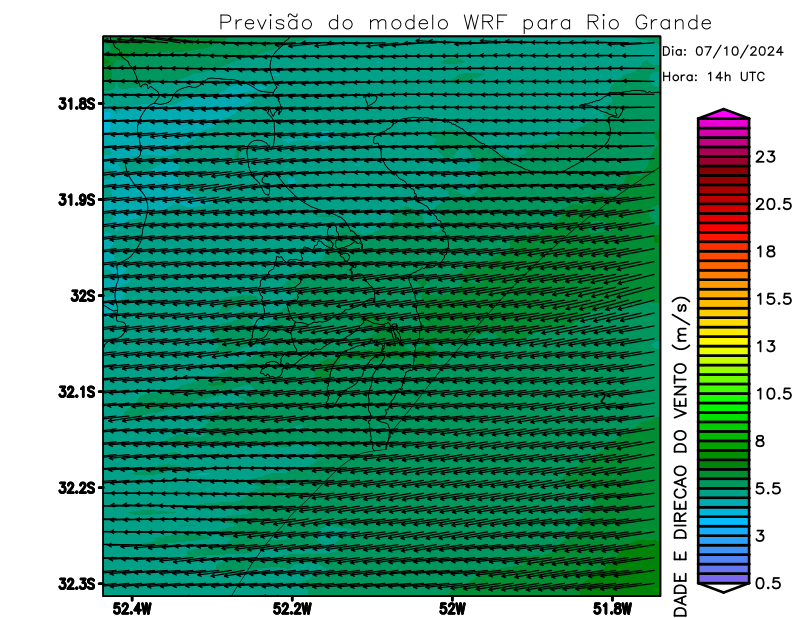 Previsão do modelo WRF para Rio Grande
Dia: 07/10/2024
Hora: 14h UTC
31.8S
31.9S
32S
32.1S
32.2S
32.3S
52.4W
52.2W
52W
51.8W
23
20.5
18
15.5
13
10.5
8
5.5
3
0.5
DADE E DIRECAO DO VENTO (m/s)